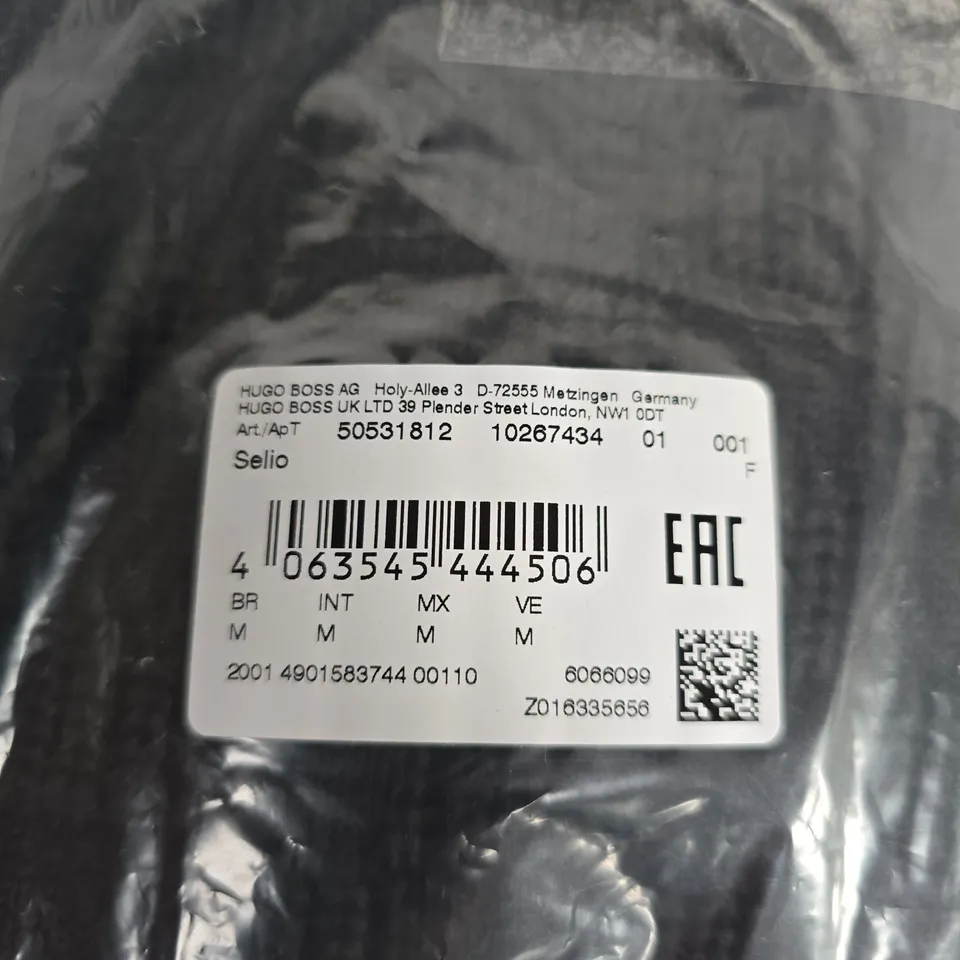 HUGO BOSS AG Holy-Allee 3 D-72555 Metzingen Germany
HUGO BOSS UK LTD 39 Plender Street London, NW1 0DT
Art./ApT 50531812 10267434 01 001
Selio F
4 063545 444506
EAC
BR INT MX VE
M M M M
2001 4901583744 00110 6066099
Z016335656